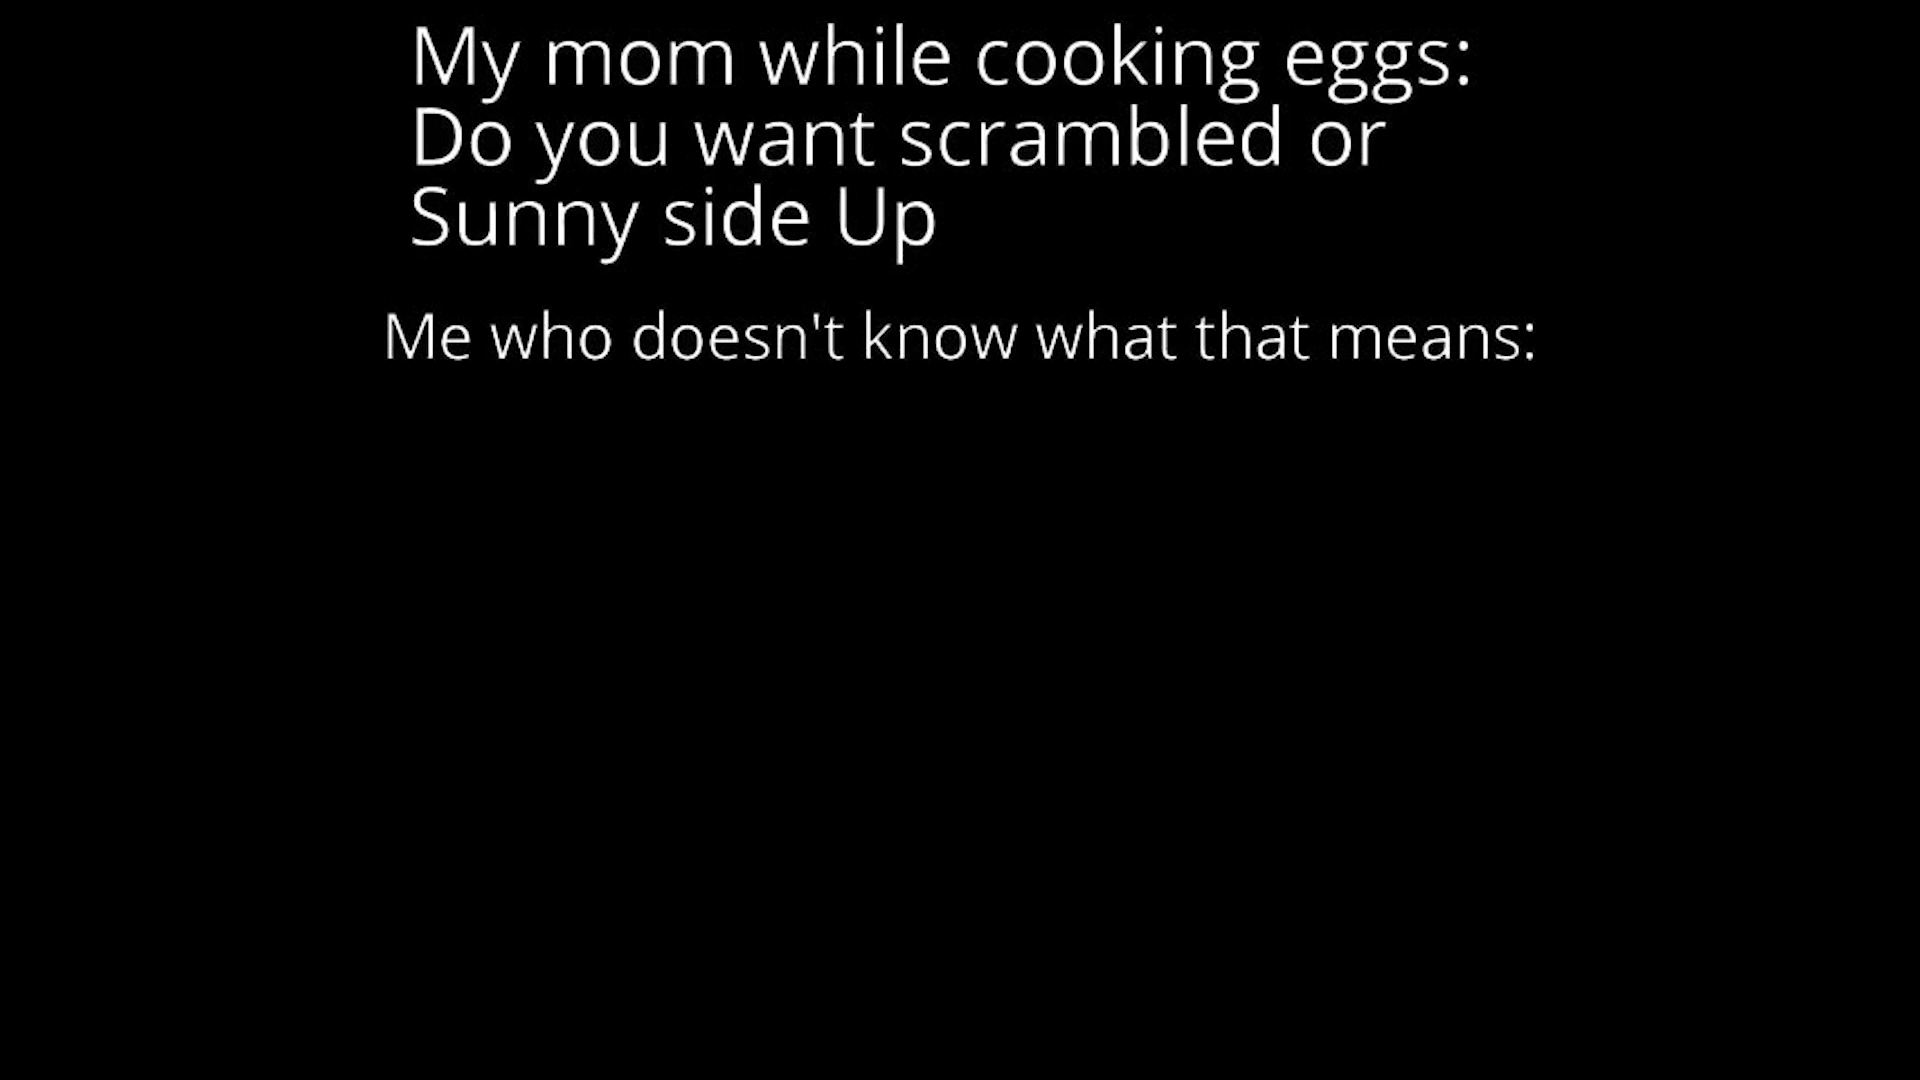 My mom while cooking eggs:
Do you want scrambled or
Sunny side Up
Me who doesn't know what that means: